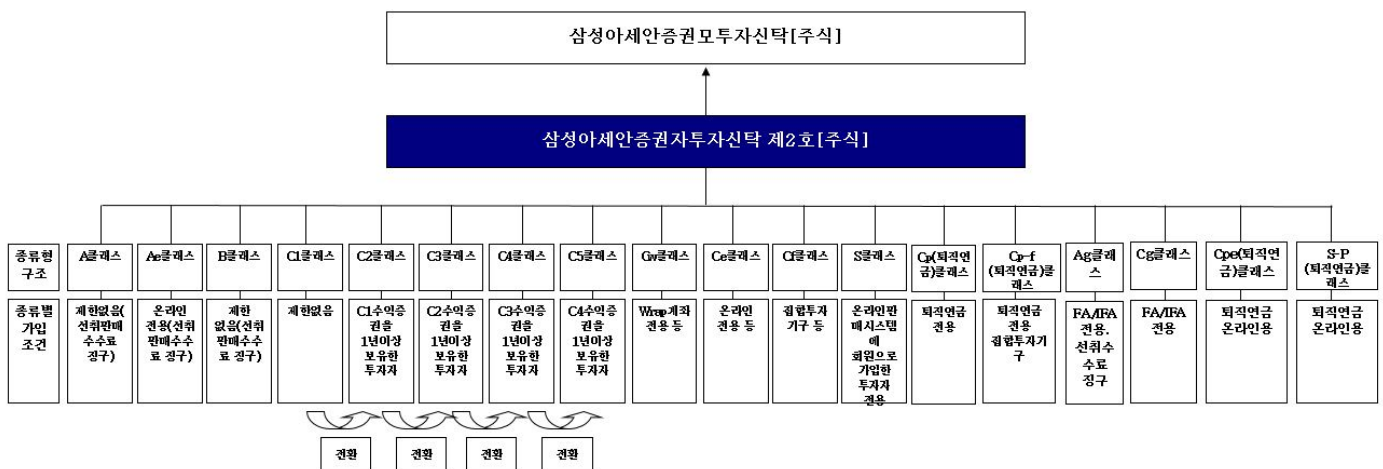 삼성아세안증권모투자신탁[주식]
삼성아세안증권자투자신탁 제2호[주식]
종류형
구조
A클래스
Ae클래스
B클래스
C1클래스
C2클래스
C3클래스
C4클래스
C5클래스
Cw클래스
Ce클래스
Cf클래스
S클래스
Cp(퇴직연
금)클래스
Cp-f
(퇴직연금)클
래스
Ag클래
스
Cg클래스
Cpe(퇴직연
금)클래스
S-P
(퇴직연금)클
래스
종류별
가입
조건
제한없음(
선취판매
수수료
징구)
온라인
전용(선취
판매수수
료 징구)
제한
없음(선취
판매수수
료 징구)
제한없음
C1수익증
권을
1년이상
보유한
투자자
C2수익증
권을
1년이상
보유한
투자자
C3수익증
권을
1년이상
보유한
투자자
C4수익증
권을
1년이상
보유한
투자자
Wrap계좌
전용 등
온라인
전용 등
집합투자
기구 등
온라인판
매시스템
에
회원으로
가입한
투자자
전용
퇴직연금
전용
퇴직연금
전용
집합투자기
구
FA/IFA
전용.
선취수
수료
징구
FA/IFA
전용
퇴직연금
온라인용
퇴직연금
온라인용
전환
전환
전환
전환